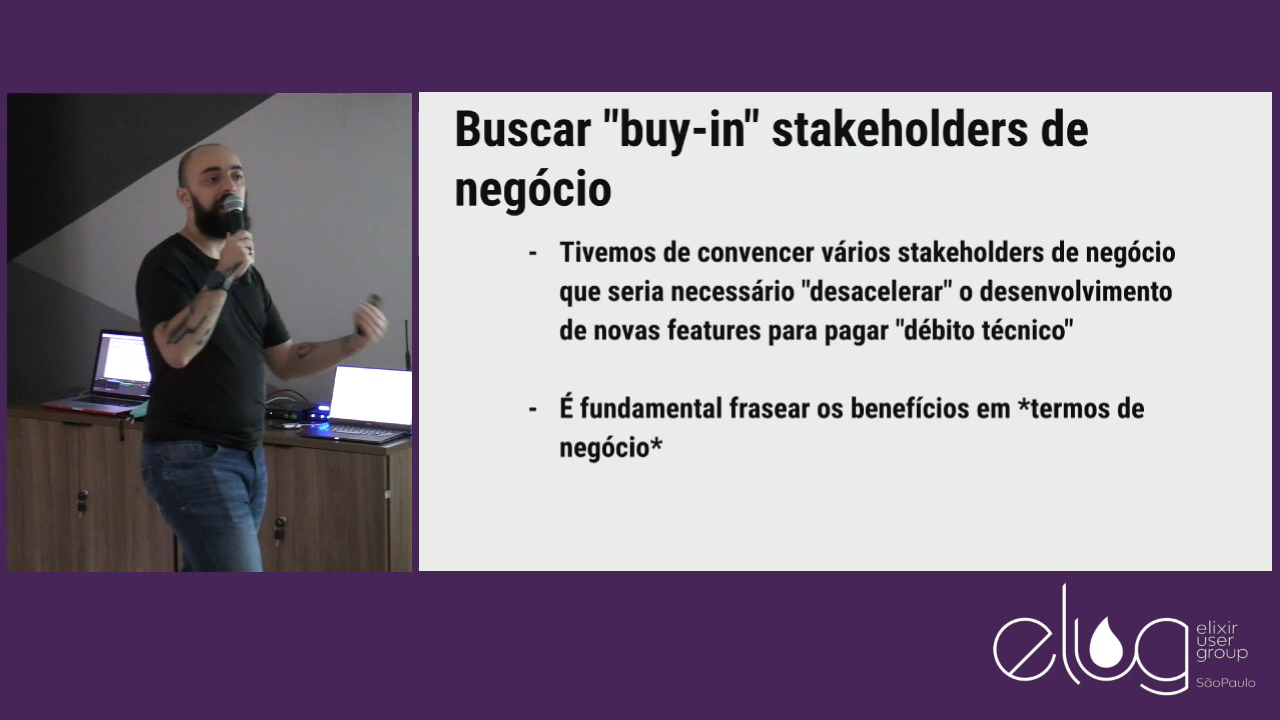 Buscar "buy-in" stakeholders de
negócio
- Tivemos de convencer vários stakeholders de negócio
que seria necessário "desacelerar" o desenvolvimento
de novas features para pagar "débito técnico"
- É fundamental frasear os benefícios em *termos de
negócio*
elug
elixir
user
group
SãoPaulo